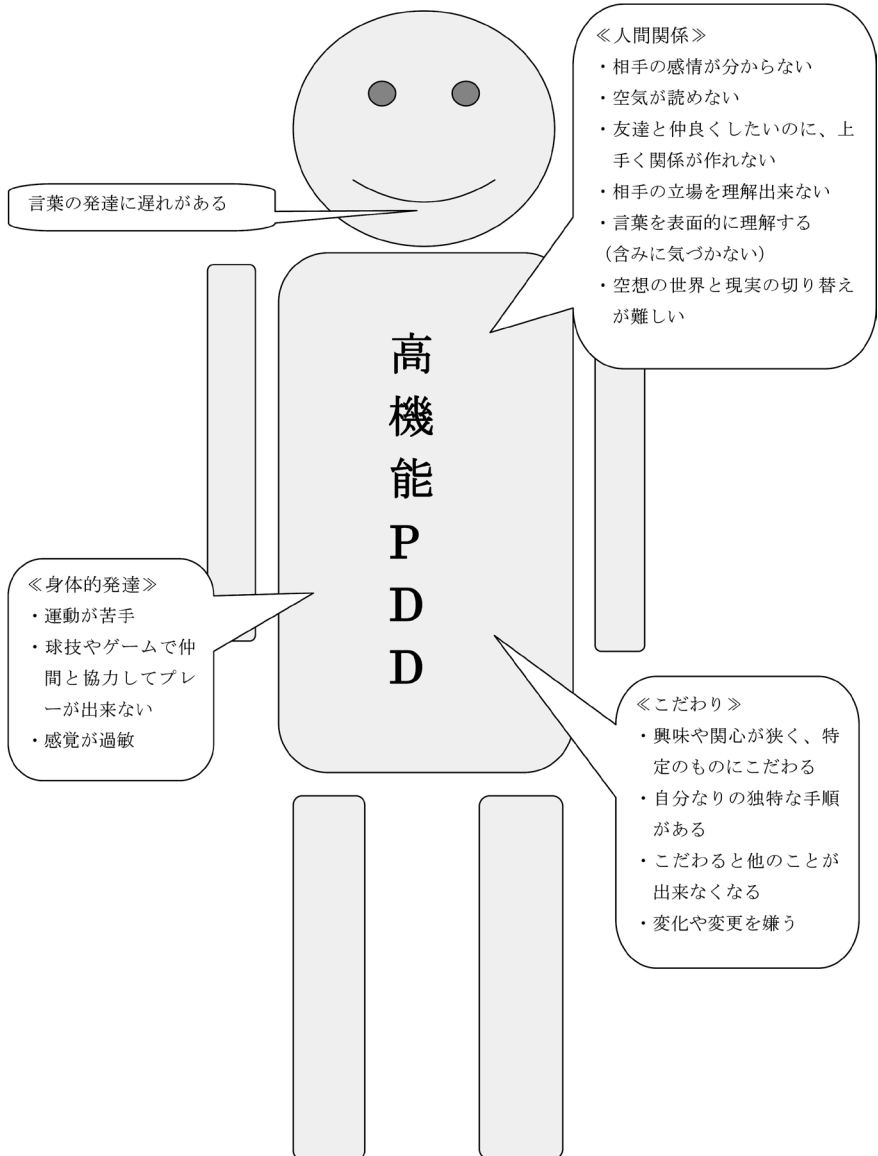 ≪人間関係≫
・相手の感情が分からない
・空気が読めない
・友達と仲良くしたいのに、上
手く関係が作れない
・相手の立場を理解出来ない
・言葉を表面的に理解する
（含みに気づかない）
・空想の世界と現実の切り替え
が難しい
言葉の発達に遅れがある
高機能PDD
≪身体的発達≫
・運動が苦手
・球技やゲームで仲
間と協力してプレ
ーが出来ない
・感覚が過敏
≪こだわり≫
・興味や関心が狭く、特
定のものにこだわる
・自分なりの独特な手順
がある
・こだわると他のことが
出来なくなる
・変化や変更を嫌う